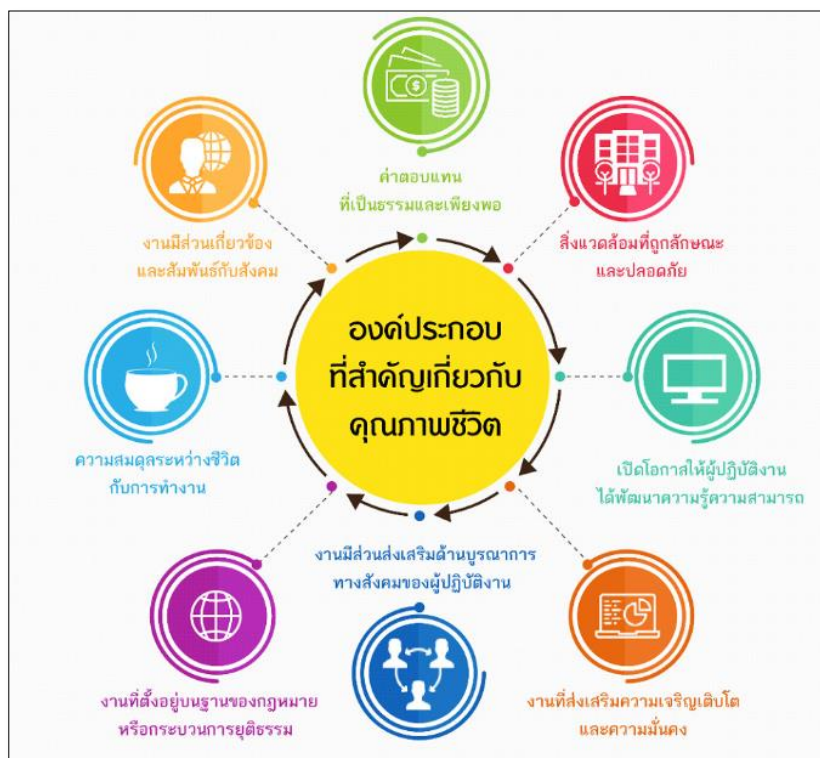 องค์ประกอบ
ที่สำคัญเกี่ยวกับ
คุณภาพชีวิต
ค่าตอบแทน
ที่เป็นธรรมและเพียงพอ
สิ่งแวดล้อมที่ถูกลักษณะ
และปลอดภัย
เปิดโอกาสให้ผู้ปฏิบัติงาน
ได้พัฒนาความรู้ความสามารถ
งานที่ส่งเสริมความเจริญเติบโต
และความมั่นคง
งานมีส่วนส่งเสริมด้านบูรณาการ
ทางสังคมของผู้ปฏิบัติงาน
งานที่ตั้งอยู่บนฐานของกฎหมาย
หรือกระบวนการยุติธรรม
ความสมดุลระหว่างชีวิต
กับการทำงาน
งานมีส่วนเกี่ยวข้อง
และสัมพันธ์กับสังคม